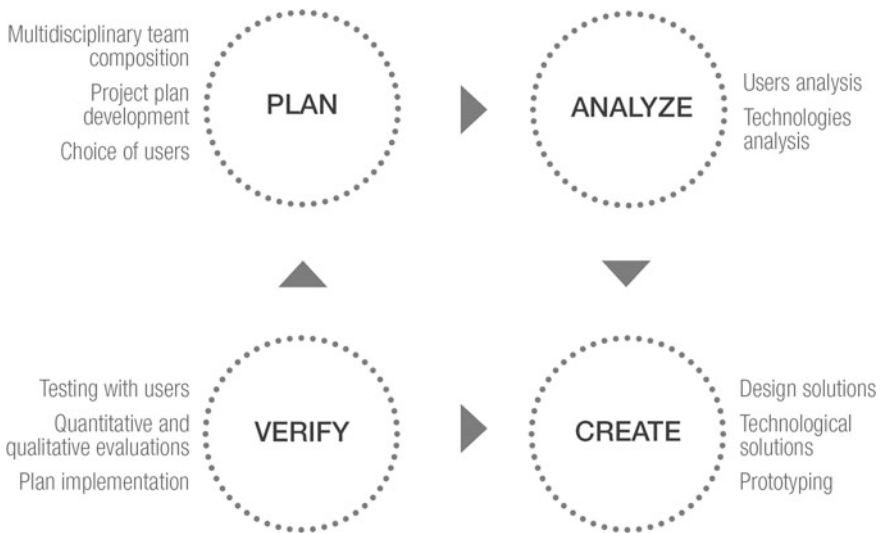 Multidisciplinary team
composition
Project plan
development
Choice of users
PLAN
ANALYZE
Users analysis
Technologies
analysis
Testing with users
Quantitative and
qualitative evaluations
Plan implementation
VERIFY
CREATE
Design solutions
Technological
solutions
Prototyping